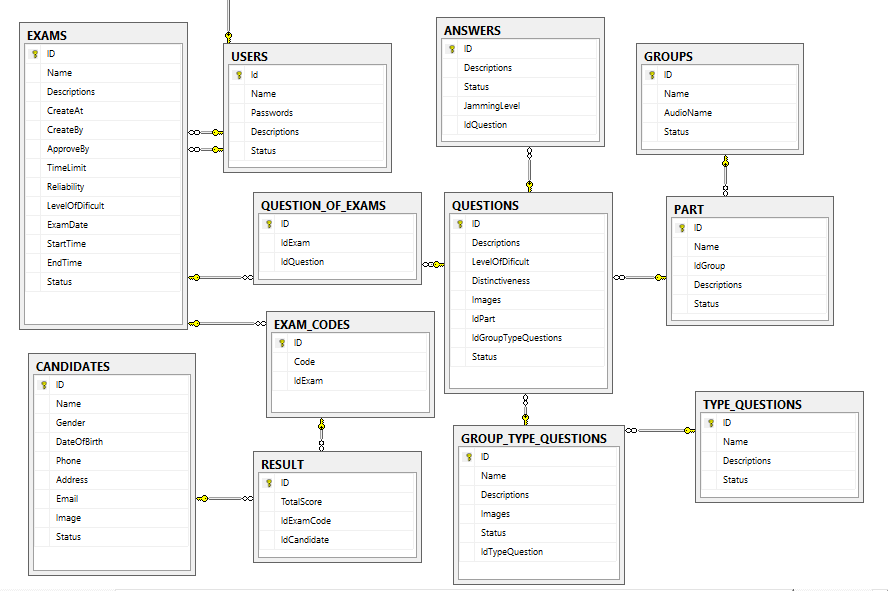 EXAMS
ID
Name
Descriptions
CreateAt
CreateBy
ApproveBy
TimeLimit
Reliability
LevelOfDificult
ExamDate
StartTime
EndTime
Status
USERS
Id
Name
Passwords
Descriptions
Status
ANSWERS
ID
Descriptions
Status
JammingLevel
IdQuestion
GROUPS
ID
Name
AudioName
Status
QUESTION_OF_EXAMS
ID
IdExam
IdQuestion
QUESTIONS
ID
Descriptions
LevelOfDificult
Distinctiveness
Images
IdPart
IdGroupTypeQuestions
Status
PART
ID
Name
IdGroup
Descriptions
Status
EXAM_CODES
ID
Code
IdExam
CANDIDATES
ID
Name
Gender
DateOfBirth
Phone
Address
Email
Image
Status
RESULT
ID
TotalScore
IdExamCode
IdCandidate
GROUP_TYPE_QUESTIONS
ID
Name
Descriptions
Images
Status
IdTypeQuestion
TYPE_QUESTIONS
ID
Name
Descriptions
Status